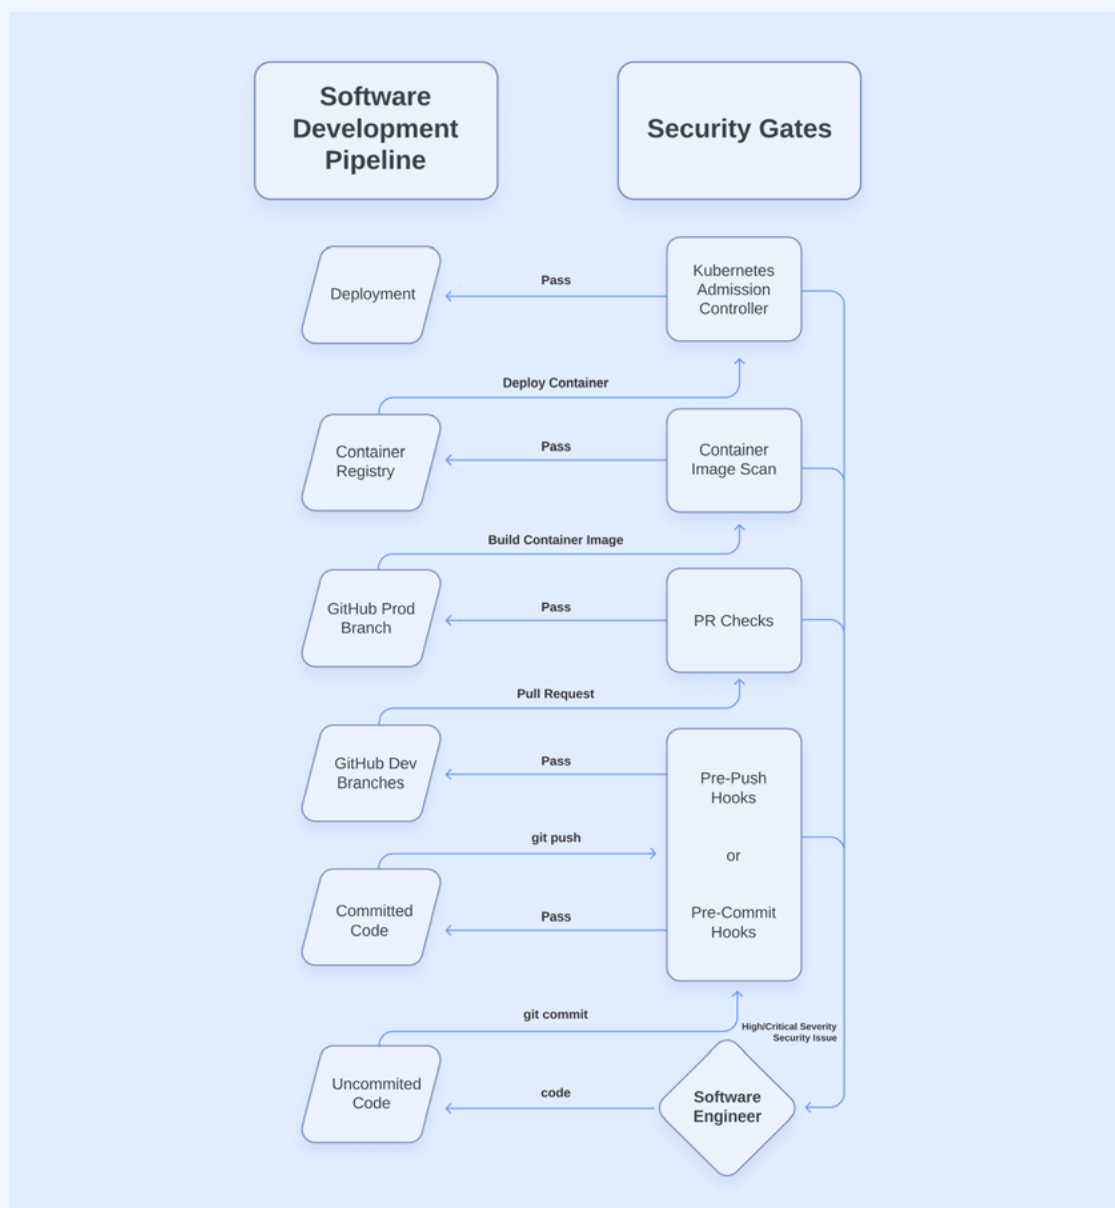 Software
Development
Pipeline
Security Gates
Kubernetes
Admission
Controller
Pass
Deployment
Deploy Container
Container
Registry
Pass
Container
Image Scan
Build Container Image
GitHub Prod
Branch
Pass
PR Checks
Pull Request
GitHub Dev
Branches
Pass
Pre-Push
Hooks
or
Pre-Commit
Hooks
git push
Committed
Code
Pass
git commit
High/Critical Severity
Security Issue
Uncommited
Code
code
Software
Engineer